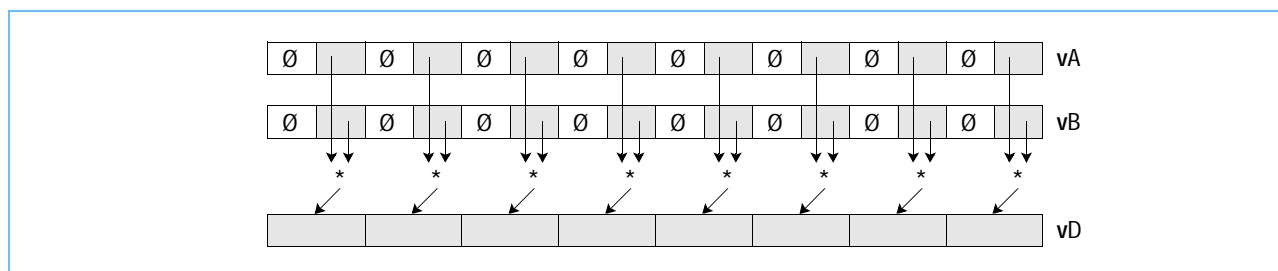 Ø Ø Ø Ø Ø Ø Ø Ø vA
Ø Ø Ø Ø Ø Ø Ø Ø vB
* * * * * * * *
vD